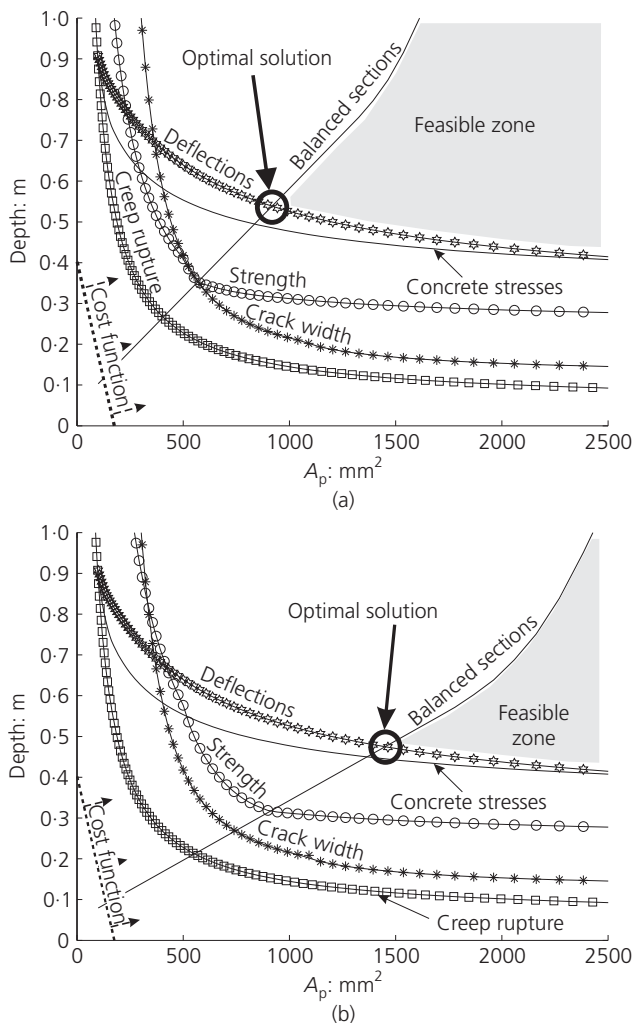 1·0
0·9
0·8
0·7
0·6
0·5
0·4
0·3
0·2
0·1
0
Depth: m
Optimal solution
Balanced sections
Feasible zone
Deflections
Creep rupture
Concrete stresses
Strength
Crack width
Cost function
0 500 1000 1500 2000 2500
Ap: mm²
(a)
1·0
0·9
0·8
0·7
0·6
0·5
0·4
0·3
0·2
0·1
0
Depth: m
Optimal solution
Balanced sections
Deflections
Feasible
zone
Strength
Concrete stresses
Crack width
Cost function
Creep rupture
0 500 1000 1500 2000 2500
Ap: mm²
(b)